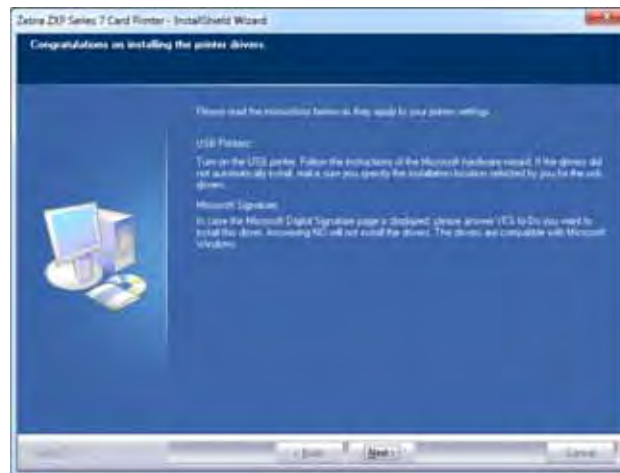 Zebra ZXP Series 7 Card Printer - InstallShield Wizard
Congratulations on installing the printer drivers.
Please read the instructions below as they apply to your printer settings.
USB Printers:
Turn on the USB printer. Follow the instructions of the Microsoft hardware wizard. If the drivers did
not automatically install, make sure you specify the installation location selected by you for the usb
drivers.
Microsoft Signature:
In case the Microsoft Digital Signature page is displayed, please answer YES to Do you want to
install this driver. Answering NO will not install the drivers. The drivers are compatible with Microsoft
Windows.
< Back
Next >
Cancel